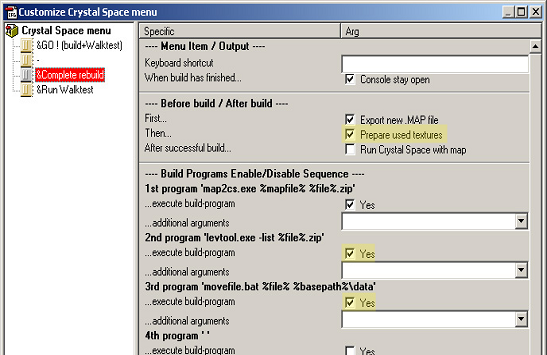 Customize Crystal Space menu
Crystal Space menu
&GO ! (build+Walktest)
-
&Complete rebuild
&Run Walktest
Specific Arg
---- Menu Item / Output ----
Keyboard shortcut
When build has finished... Console stay open
---- Before build / After build ----
First... Export new .MAP file
Then... Prepare used textures
After successful build... Run Crystal Space with map
---- Build Programs Enable/Disable Sequence ----
1st program 'map2cs.exe %mapfile% %file%.zip'
...execute build-program Yes
...additional arguments
2nd program 'levtool.exe -list %file%.zip'
...execute build-program Yes
...additional arguments
3rd program 'movefile.bat %file% %basepath%\data'
...execute build-program Yes
...additional arguments
4th program ' '
...execute build-program Yes